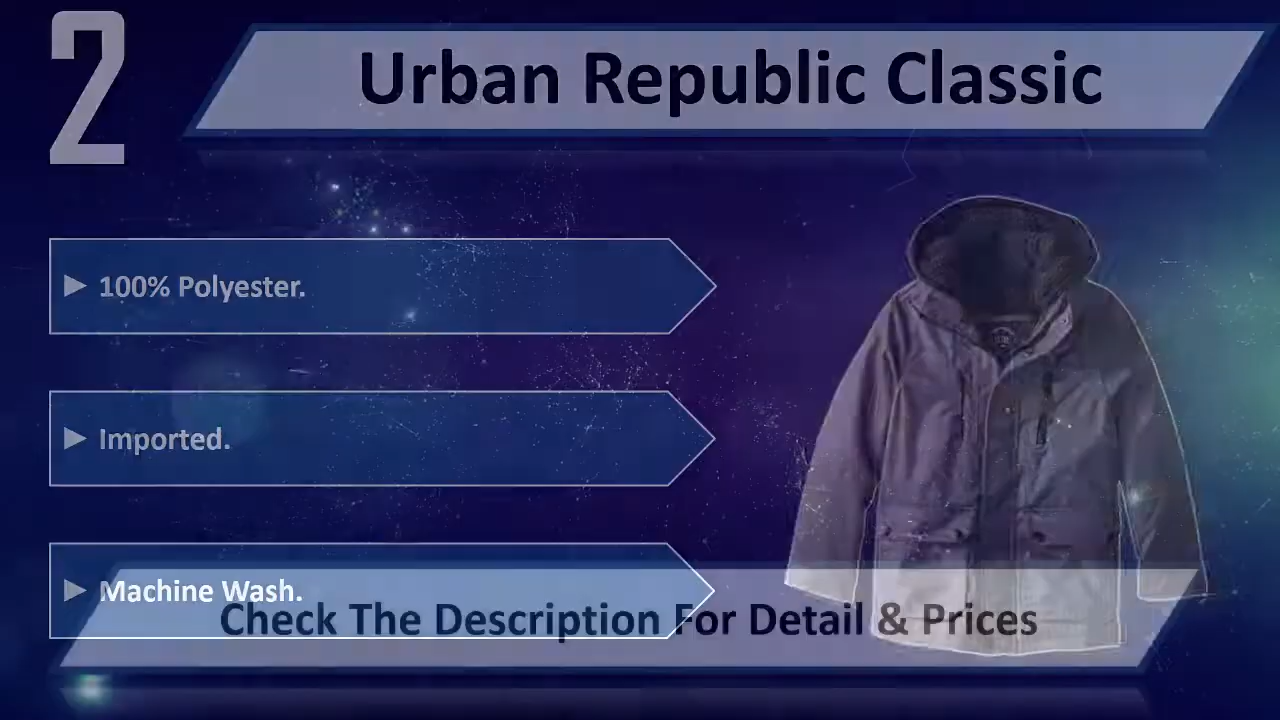 2
Urban Republic Classic
► 100% Polyester.
► Imported.
► Machine Wash.
Check The Description For Detail & Prices